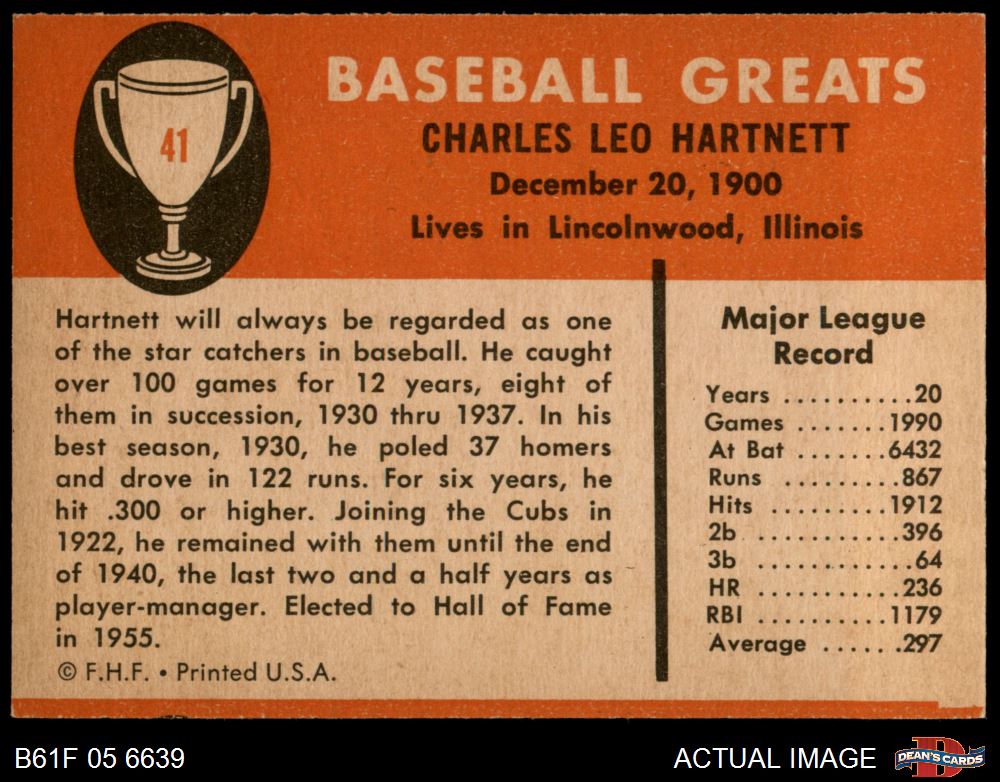 41
BASEBALL GREATS
CHARLES LEO HARTNETT
December 20, 1900
Lives in Lincolnwood, Illinois
Hartnett will always be regarded as one
of the star catchers in baseball. He caught
over 100 games for 12 years, eight of
them in succession, 1930 thru 1937. In his
best season, 1930, he poled 37 homers
and drove in 122 runs. For six years, he
hit .300 or higher. Joining the Cubs in
1922, he remained with them until the end
of 1940, the last two and a half years as
player-manager. Elected to Hall of Fame
in 1955.
© F.H.F. • Printed U.S.A.
Major League
Record
Years ..........20
Games .......1990
At Bat .......6432
Runs .........867
Hits .........1912
2b ...........396
3b ............64
HR ...........236
RBI .........1179
Average ......297
B61F 05 6639
ACTUAL IMAGE
D
DEAN'S CARDS